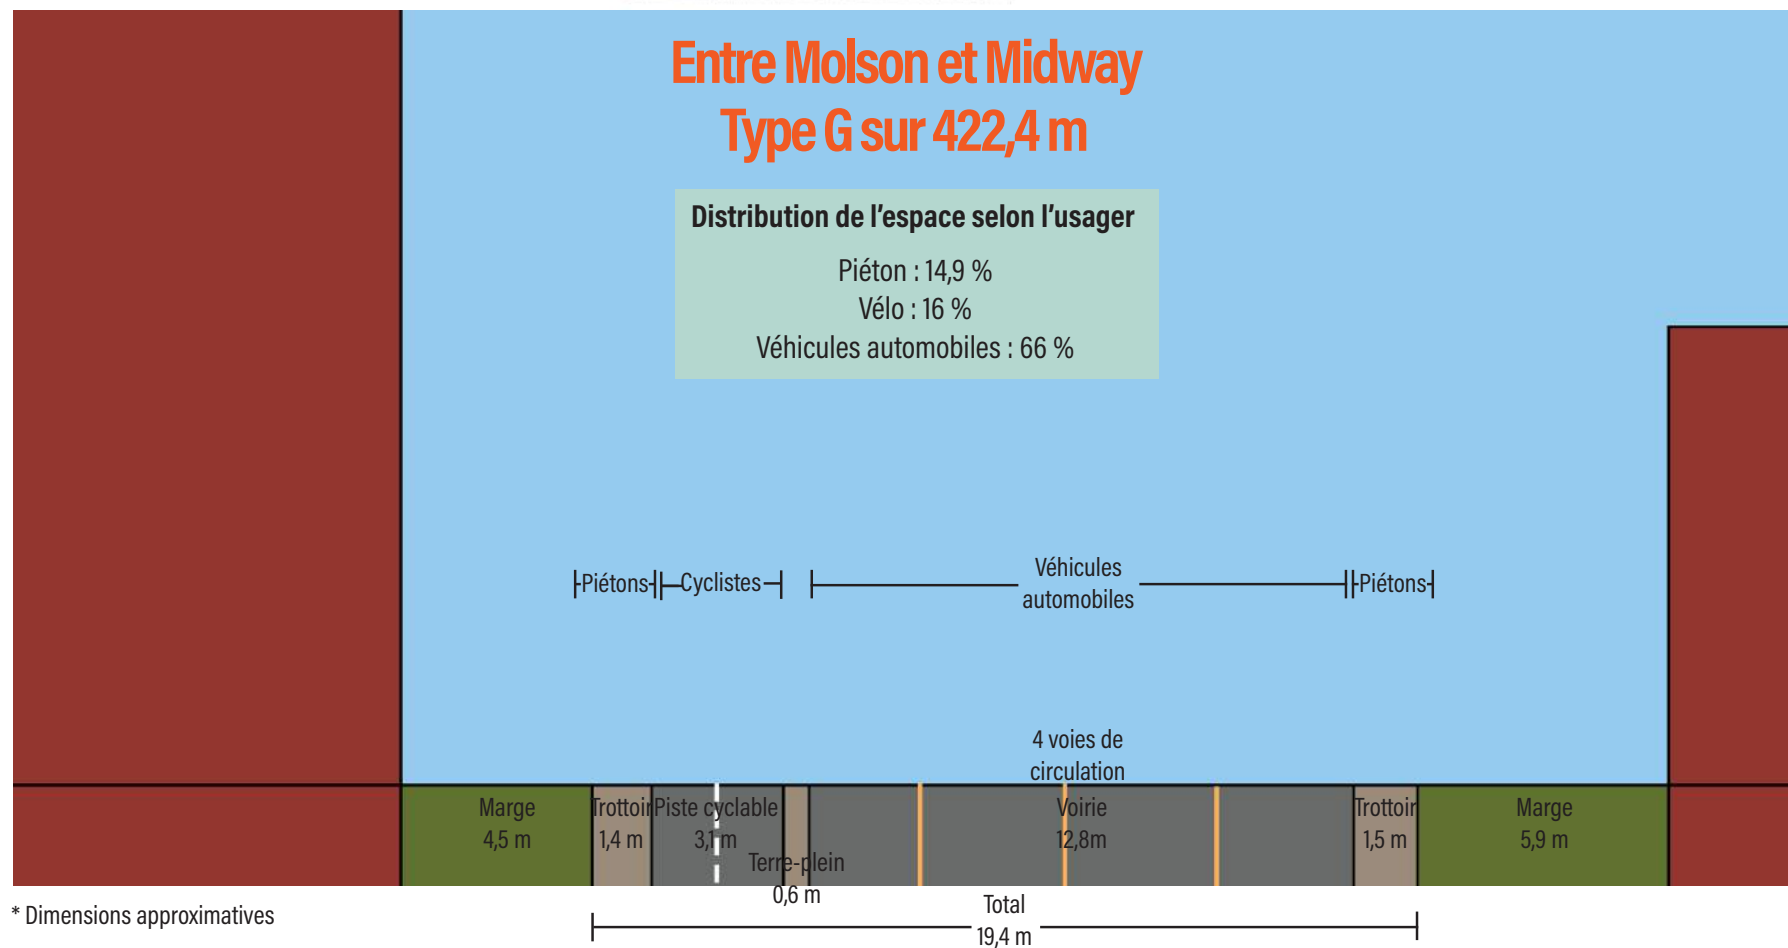 Entre Molson et Midway
Type G sur 422,4 m
Distribution de l'espace selon l'usager
Piéton : 14,9 %
Vélo : 16 %
Véhicules automobiles : 66 %
Piétons
Cyclistes
Véhicules
automobiles
Piétons
4 voies de
circulation
Marge
4,5 m
Trottoir
1,4 m
Piste cyclable
3,1 m
Terre-plein
0,6 m
Voirie
12,8m
Trottoir
1,5 m
Marge
5,9 m
* Dimensions approximatives
Total
19,4 m